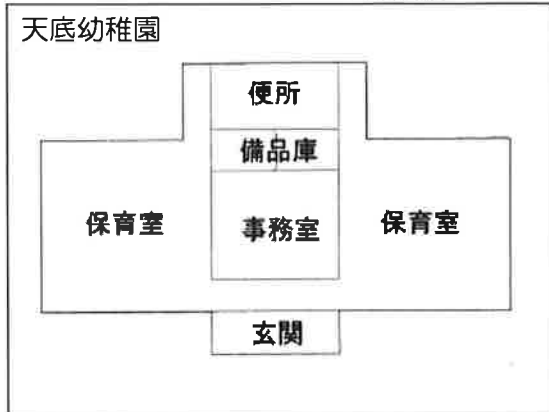 天底幼稚園
便所
備品庫
保育室
事務室
保育室
玄関